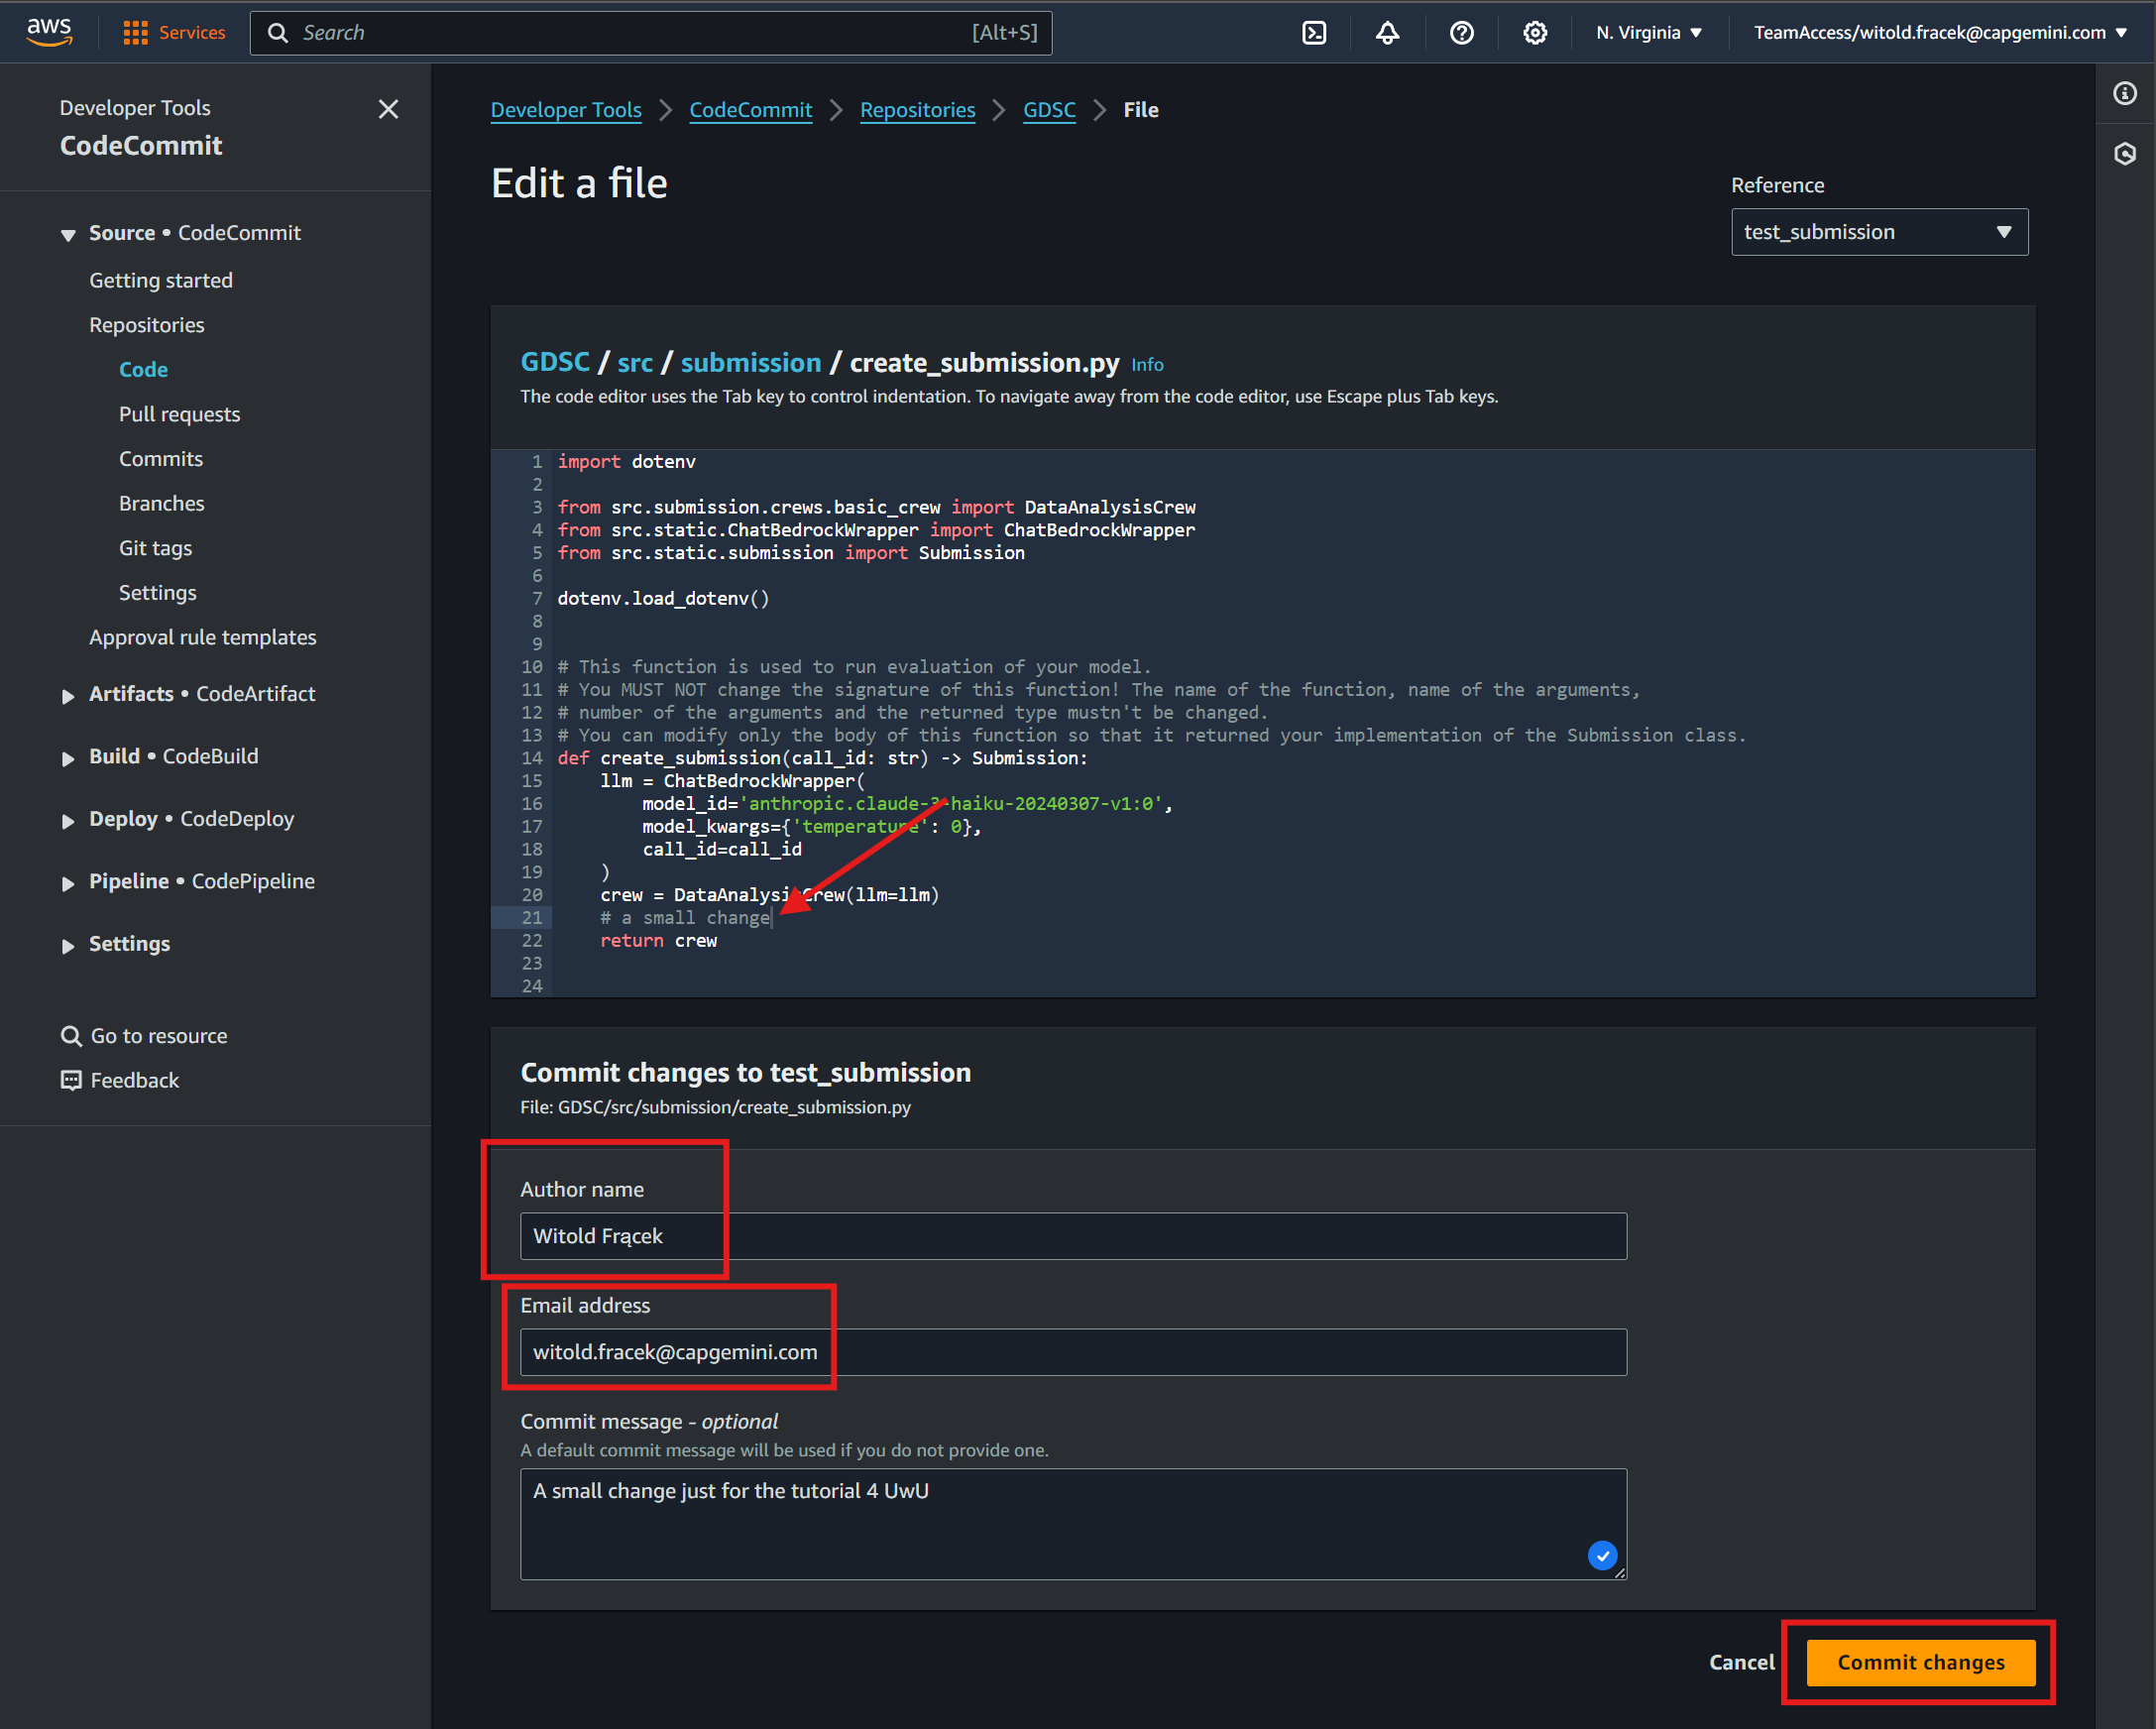 aws
Services
Search
[Alt+S]
N. Virginia
TeamAccess/witold.fracek@capgemini.com
Developer Tools
CodeCommit
Source • CodeCommit
Getting started
Repositories
Code
Pull requests
Commits
Branches
Git tags
Settings
Approval rule templates
Artifacts • CodeArtifact
Build • CodeBuild
Deploy • CodeDeploy
Pipeline • CodePipeline
Settings
Go to resource
Feedback
Developer Tools > CodeCommit > Repositories > GDSC > File
Edit a file
Reference
test_submission
GDSC / src / submission / create_submission.py Info
The code editor uses the Tab key to control indentation. To navigate away from the code editor, use Escape plus Tab keys.
1 import dotenv
2
3 from src.submission.crews.basic_crew import DataAnalysisCrew
4 from src.static.ChatBedrockWrapper import ChatBedrockWrapper
5 from src.static.submission import Submission
6
7 dotenv.load_dotenv()
8
9
10 # This function is used to run evaluation of your model.
11 # You MUST NOT change the signature of this function! The name of the function, name of the arguments,
12 # number of the arguments and the returned type mustn't be changed.
13 # You can modify only the body of this function so that it returned your implementation of the Submission class.
14 def create_submission(call_id: str) -> Submission:
15     llm = ChatBedrockWrapper(
16         model_id='anthropic.claude-3-haiku-20240307-v1:0',
17         model_kwargs={'temperature': 0},
18         call_id=call_id
19     )
20     crew = DataAnalysisCrew(llm=llm)
21     # a small change
22     return crew
23
24
Commit changes to test_submission
File: GDSC/src/submission/create_submission.py
Author name
Witold Frącek
Email address
witold.fracek@capgemini.com
Commit message - optional
A default commit message will be used if you do not provide one.
A small change just for the tutorial 4 UwU
Cancel
Commit changes